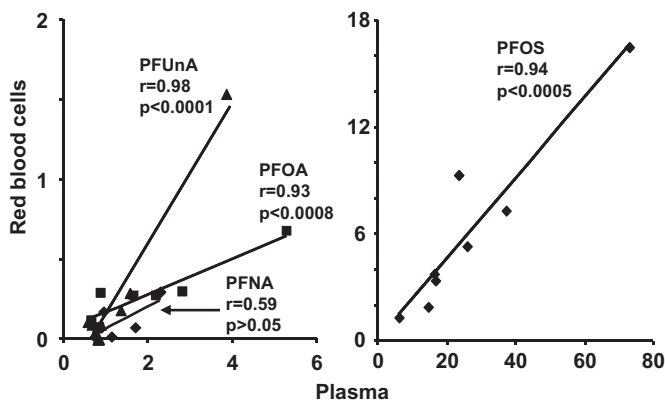 Red blood cells
2
1
0
0
2
4
6
PFUnA
r=0.98
p<0.0001
PFOA
r=0.93
p<0.0008
PFNA
r=0.59
p>0.05
18
12
6
0
0
20
40
60
80
PFOS
r=0.94
p<0.0005
Plasma